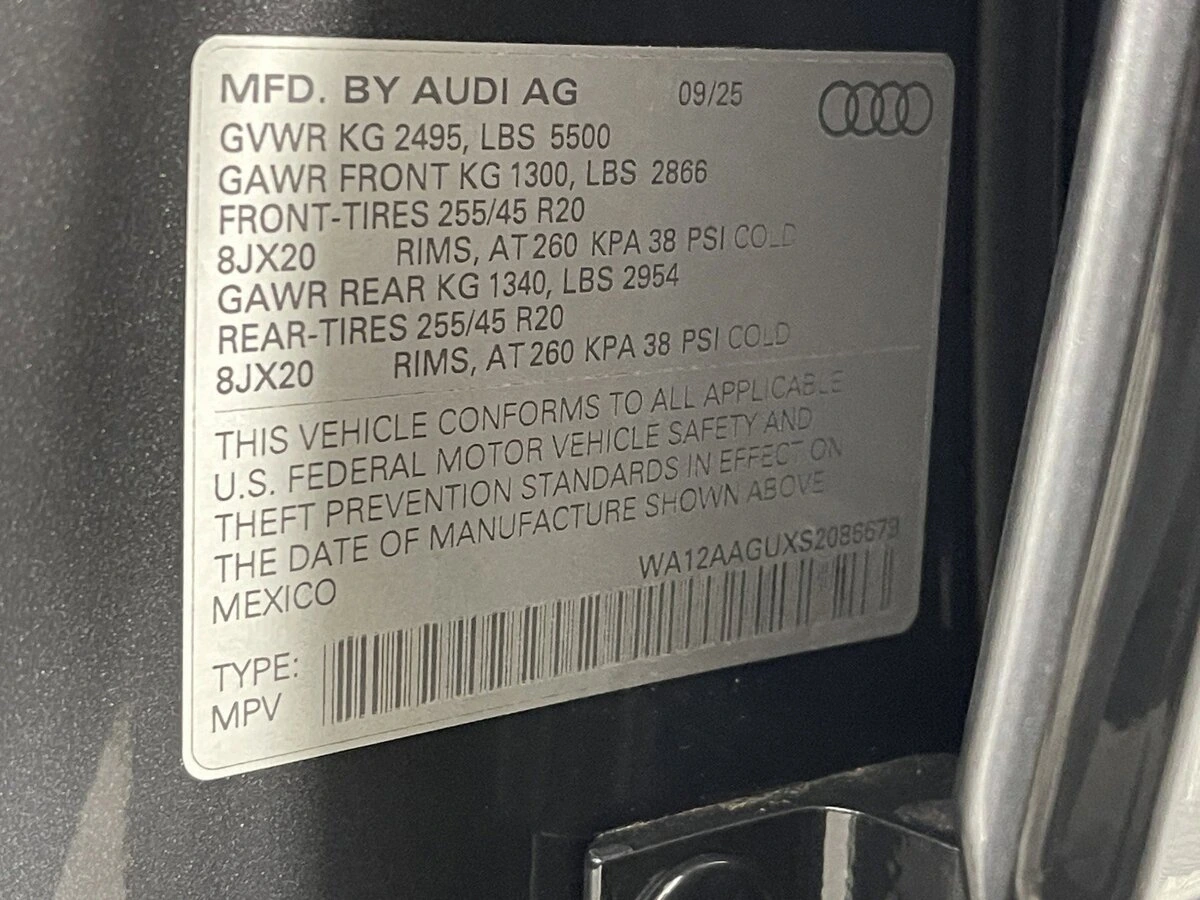 MFD. BY AUDI AG 09/25
GVWR KG 2495, LBS 5500
GAWR FRONT KG 1300, LBS 2866
FRONT-TIRES 255/45 R20
8JX20 RIMS, AT 260 KPA 38 PSI COLD
GAWR REAR KG 1340, LBS 2954
REAR-TIRES 255/45 R20
8JX20 RIMS, AT 260 KPA 38 PSI COLD
THIS VEHICLE CONFORMS TO ALL APPLICABLE
U.S. FEDERAL MOTOR VEHICLE SAFETY AND
THEFT PREVENTION STANDARDS IN EFFECT ON
THE DATE OF MANUFACTURE SHOWN ABOVE
MEXICO WA12AAGUXS2086679
TYPE:
MPV